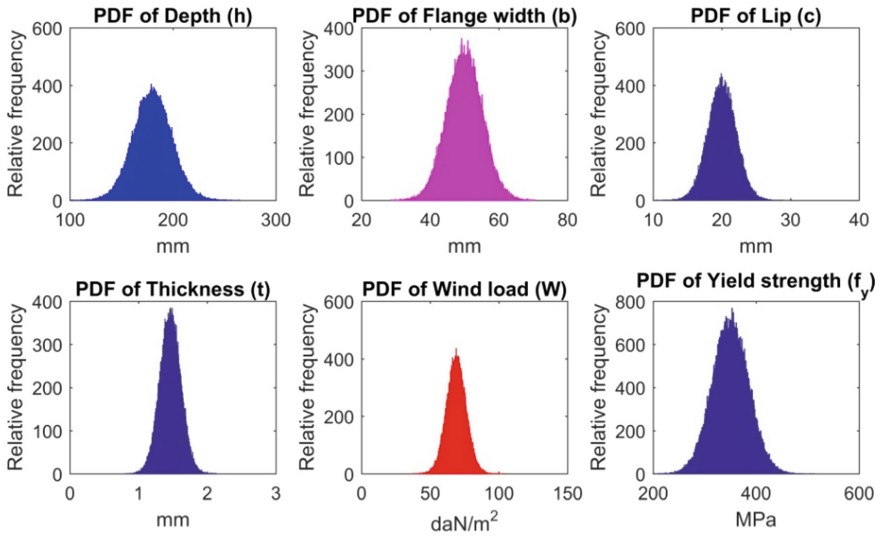 PDF of Depth (h)
Relative frequency
600
400
200
0
100
200
300
mm
PDF of Flange width (b)
Relative frequency
400
300
200
100
0
20
40
60
80
mm
PDF of Lip (c)
Relative frequency
600
400
200
0
10
20
30
40
mm
PDF of Thickness (t)
Relative frequency
400
300
200
100
0
0
1
2
3
mm
PDF of Wind load (W)
Relative frequency
600
400
200
0
0
50
100
150
daN/m²
PDF of Yield strength (f_y)
Relative frequency
800
600
400
200
0
200
400
600
MPa